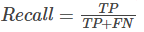 Recall = TP / TP+FN